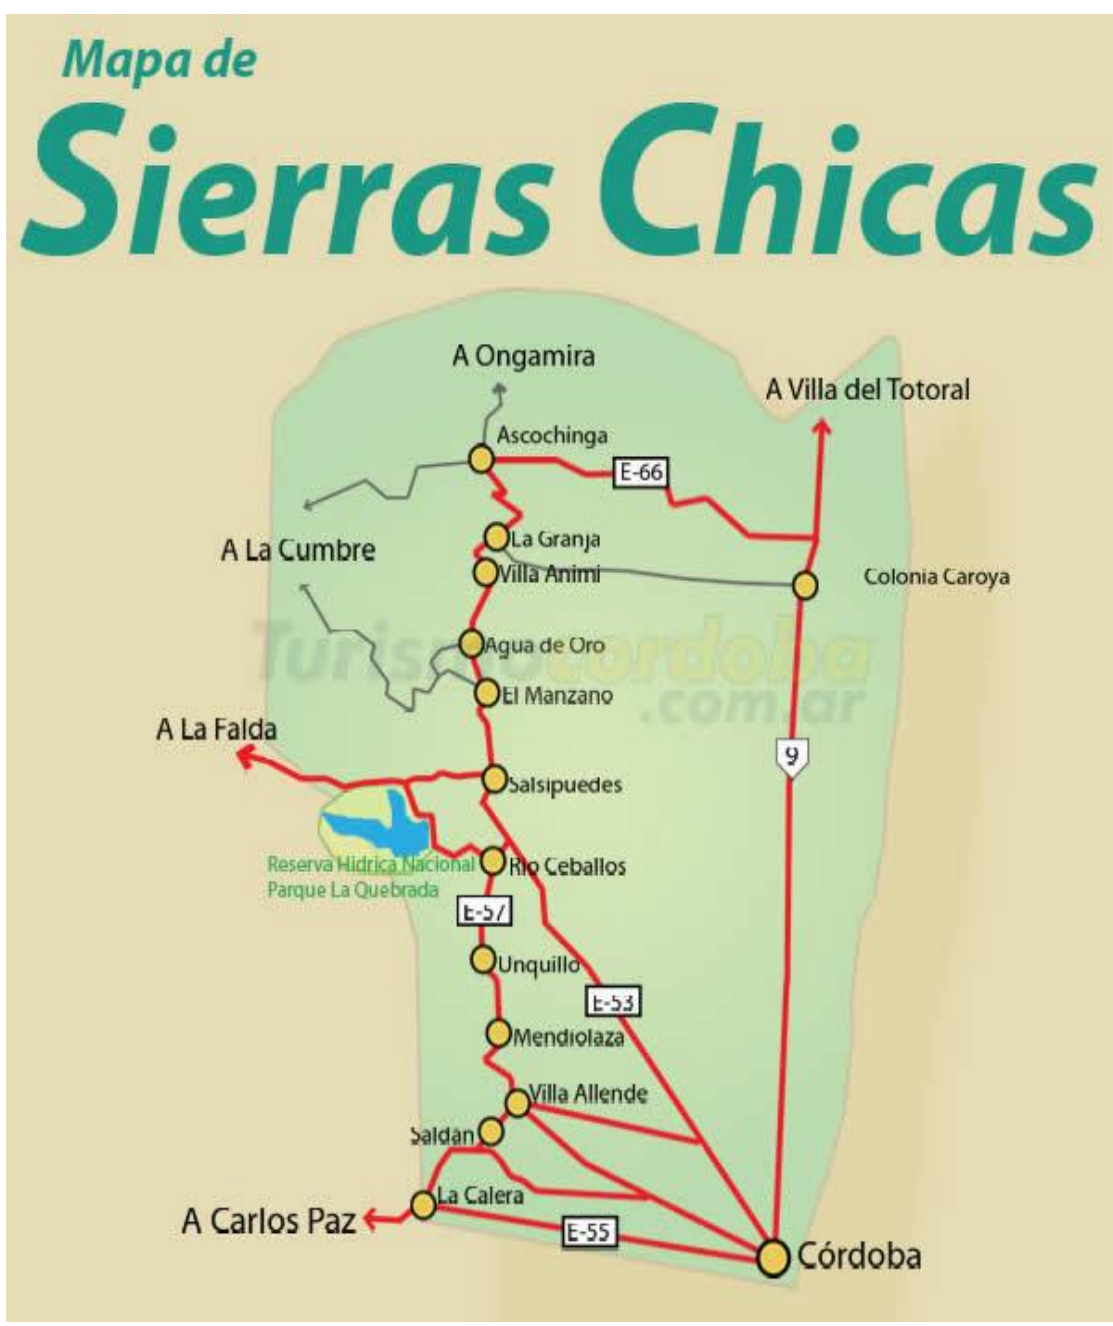 Mapa de
Sierras Chicas
A Ongamira
A Villa del Totoral
Ascochinga
E-66
La Granja
A La Cumbre
Villa Animi
Colonia Caroya
Turismocordoba
.com.ar
Agua de Oro
El Manzano
A La Falda
9
Salsipuedes
Reserva Hidrica Nacional
Parque La Quebrada
Rio Ceballos
E-57
Unquillo
E-53
Mendiolaza
Villa Allende
Saldán
La Calera
A Carlos Paz
E-55
Córdoba